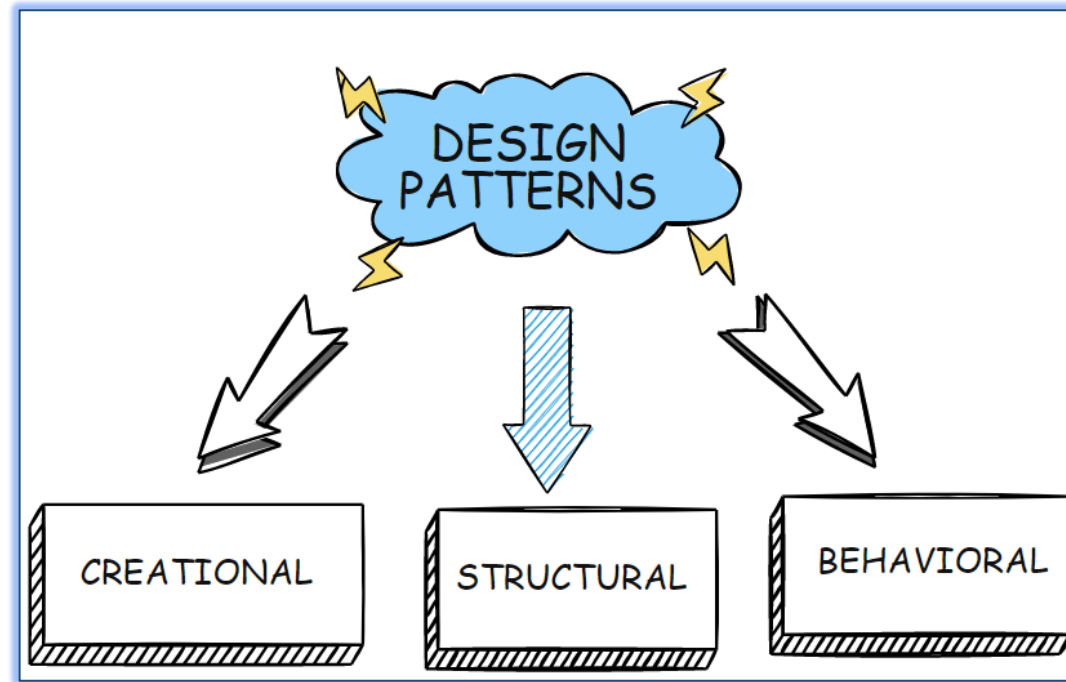 DESIGN
PATTERNS
CREATIONAL
STRUCTURAL
BEHAVIORAL